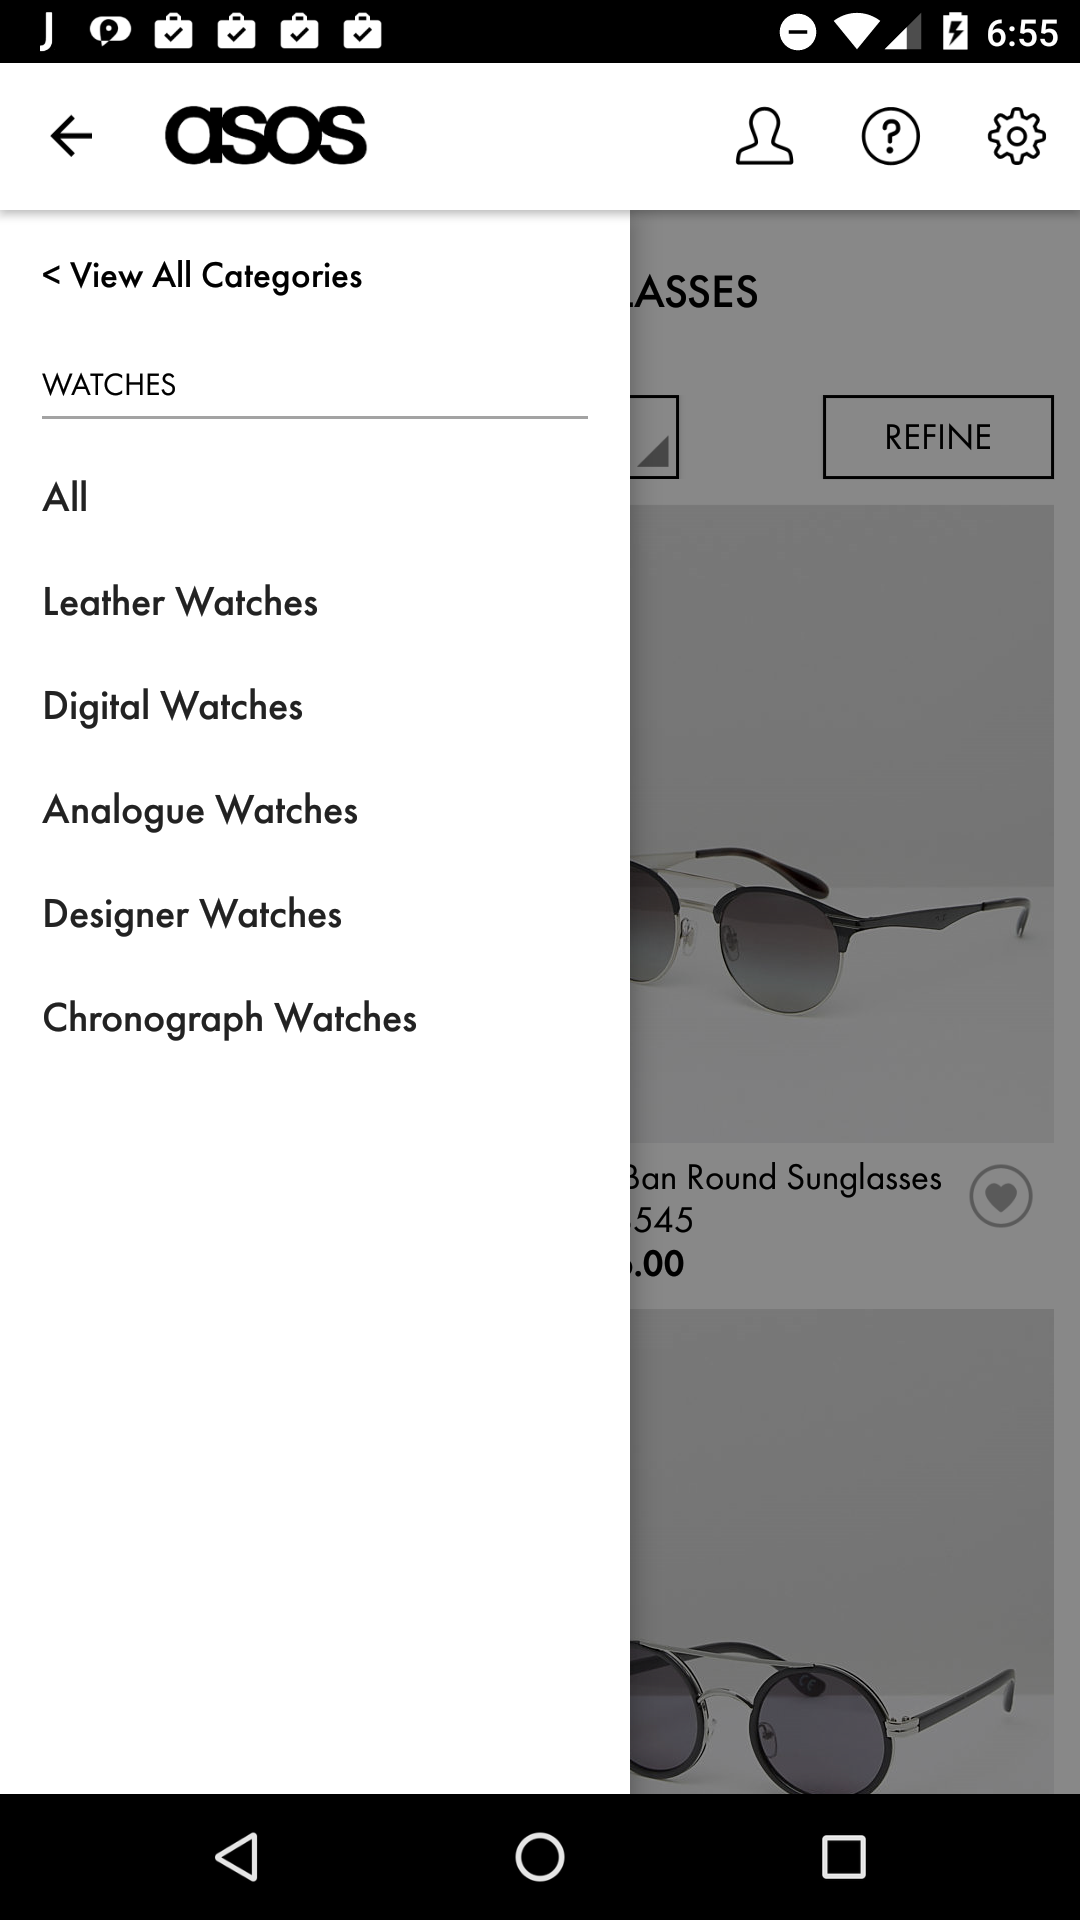 6:55
asos
< View All Categories
WATCHES
All
Leather Watches
Digital Watches
Analogue Watches
Designer Watches
Chronograph Watches
LASSES
REFINE
Ban Round Sunglasses
545
.00